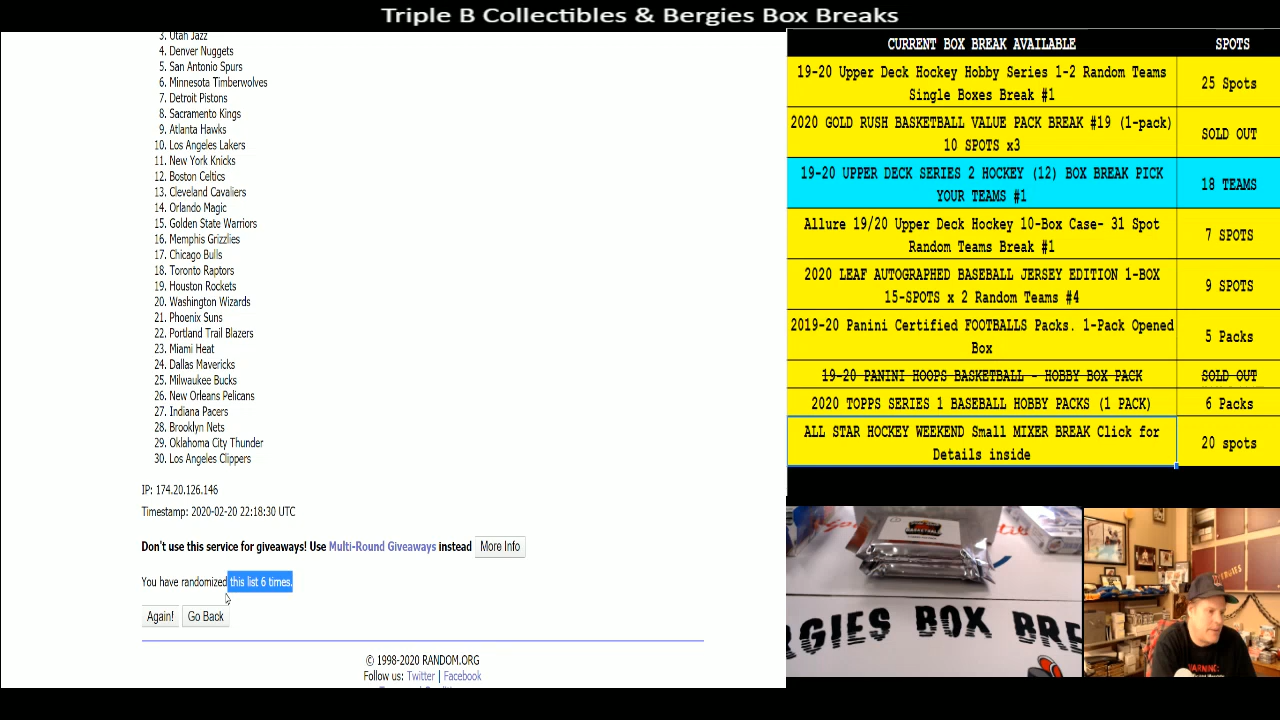 Triple B Collectibles & Bergies Box Breaks
3. Utah Jazz
4. Denver Nuggets
5. San Antonio Spurs
6. Minnesota Timberwolves
7. Detroit Pistons
8. Sacramento Kings
9. Atlanta Hawks
10. Los Angeles Lakers
11. New York Knicks
12. Boston Celtics
13. Cleveland Cavaliers
14. Orlando Magic
15. Golden State Warriors
16. Memphis Grizzlies
17. Chicago Bulls
18. Toronto Raptors
19. Houston Rockets
20. Washington Wizards
21. Phoenix Suns
22. Portland Trail Blazers
23. Miami Heat
24. Dallas Mavericks
25. Milwaukee Bucks
26. New Orleans Pelicans
27. Indiana Pacers
28. Brooklyn Nets
29. Oklahoma City Thunder
30. Los Angeles Clippers
IP: 174.20.126.146
Timestamp: 2020-02-20 22:18:30 UTC
Don't use this service for giveaways! Use Multi-Round Giveaways instead More Info
You have randomized this list 6 times.
Again! Go Back
© 1998-2020 RANDOM.ORG
Follow us: Twitter | Facebook
CURRENT BOX BREAK AVAILABLE SPOTS
19-20 Upper Deck Hockey Hobby Series 1-2 Random Teams
Single Boxes Break #1
25 Spots
2020 GOLD RUSH BASKETBALL VALUE PACK BREAK #19 (1-pack)
10 SPOTS x3
SOLD OUT
19-20 UPPER DECK SERIES 2 HOCKEY (12) BOX BREAK PICK
YOUR TEAMS #1
18 TEAMS
Allure 19/20 Upper Deck Hockey 10-Box Case- 31 Spot
Random Teams Break #1
7 SPOTS
2020 LEAF AUTOGRAPHED BASEBALL JERSEY EDITION 1-BOX
15-SPOTS x 2 Random Teams #4
9 SPOTS
2019-20 Panini Certified FOOTBALLS Packs. 1-Pack Opened
Box
5 Packs
19-20 PANINI HOOPS BASKETBALL - HOBBY BOX PACK SOLD OUT
2020 TOPPS SERIES 1 BASEBALL HOBBY PACKS (1 PACK) 6 Packs
ALL STAR HOCKEY WEEKEND Small MIXER BREAK Click for
Details inside
20 spots
BASKETBALL
RGIES BOX BRE
WARNING: